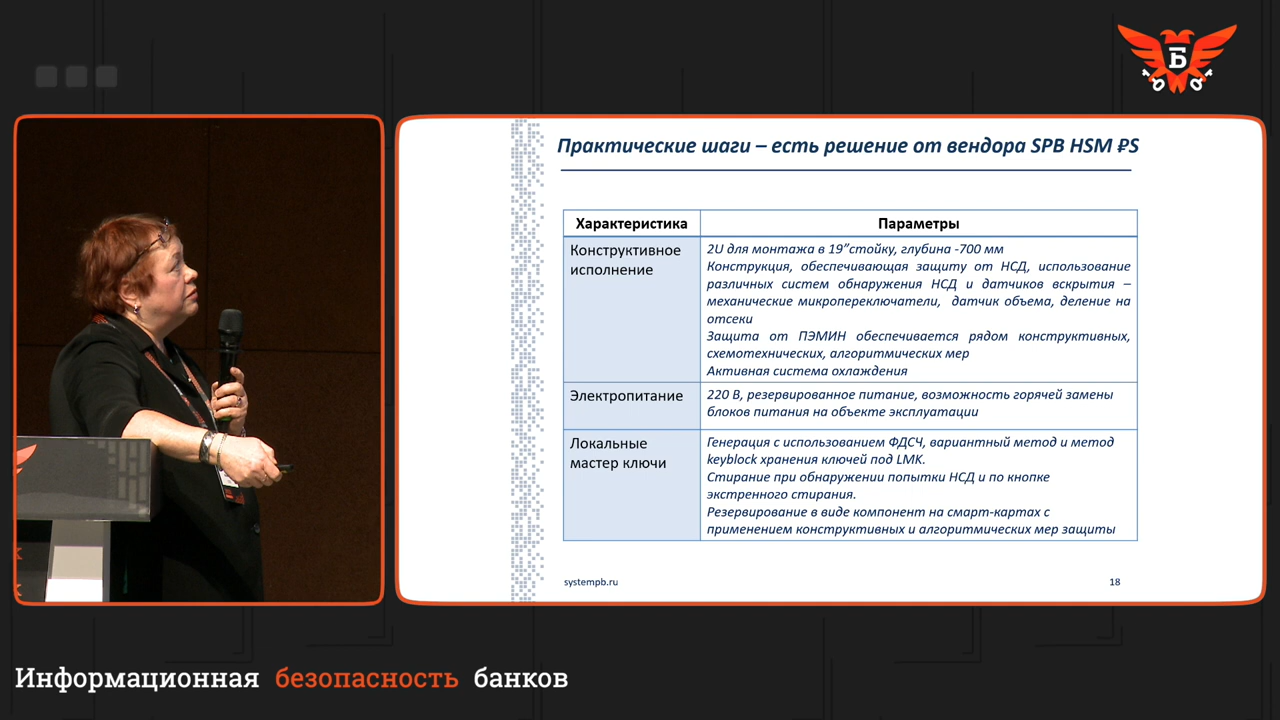 Б
Практические шаги – есть решение от вендора SPB HSM ₽S
Характеристика
Параметры
Конструктивное
исполнение
2U для монтажа в 19”стойку, глубина -700 мм
Конструкция, обеспечивающая защиту от НСД, использование
различных систем обнаружения НСД и датчиков вскрытия –
механические микропереключатели, датчик объема, деление на
отсеки
Защита от ПЭМИН обеспечивается рядом конструктивных,
схемотехнических, алгоритмических мер
Активная система охлаждения
Электропитание
220 В, резервированное питание, возможность горячей замены
блоков питания на объекте эксплуатации
Локальные
мастер ключи
Генерация с использованием ФДСЧ, вариантный метод и метод
keyblock хранения ключей под LMK.
Стирание при обнаружении попытки НСД и по кнопке
экстренного стирания.
Резервирование в виде компонент на смарт-картах с
применением конструктивных и алгоритмических мер защиты
systempb.ru
18
Информационная безопасность банков